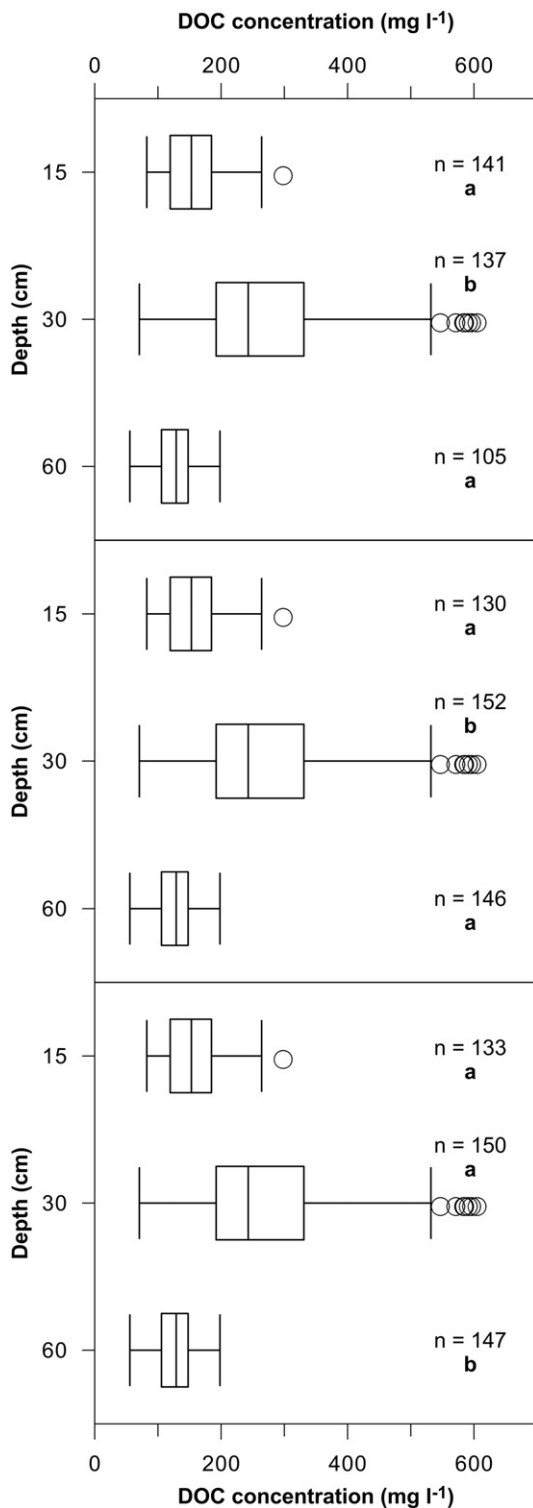 DOC concentration (mg l-1)
0 200 400 600
Depth (cm)
15
n = 141
a
n = 137
b
30
n = 105
60
a
Depth (cm)
15
n = 130
a
n = 152
b
30
n = 146
60
a
Depth (cm)
15
n = 133
a
n = 150
a
30
n = 147
60
b
0 200 400 600
DOC concentration (mg l-1)